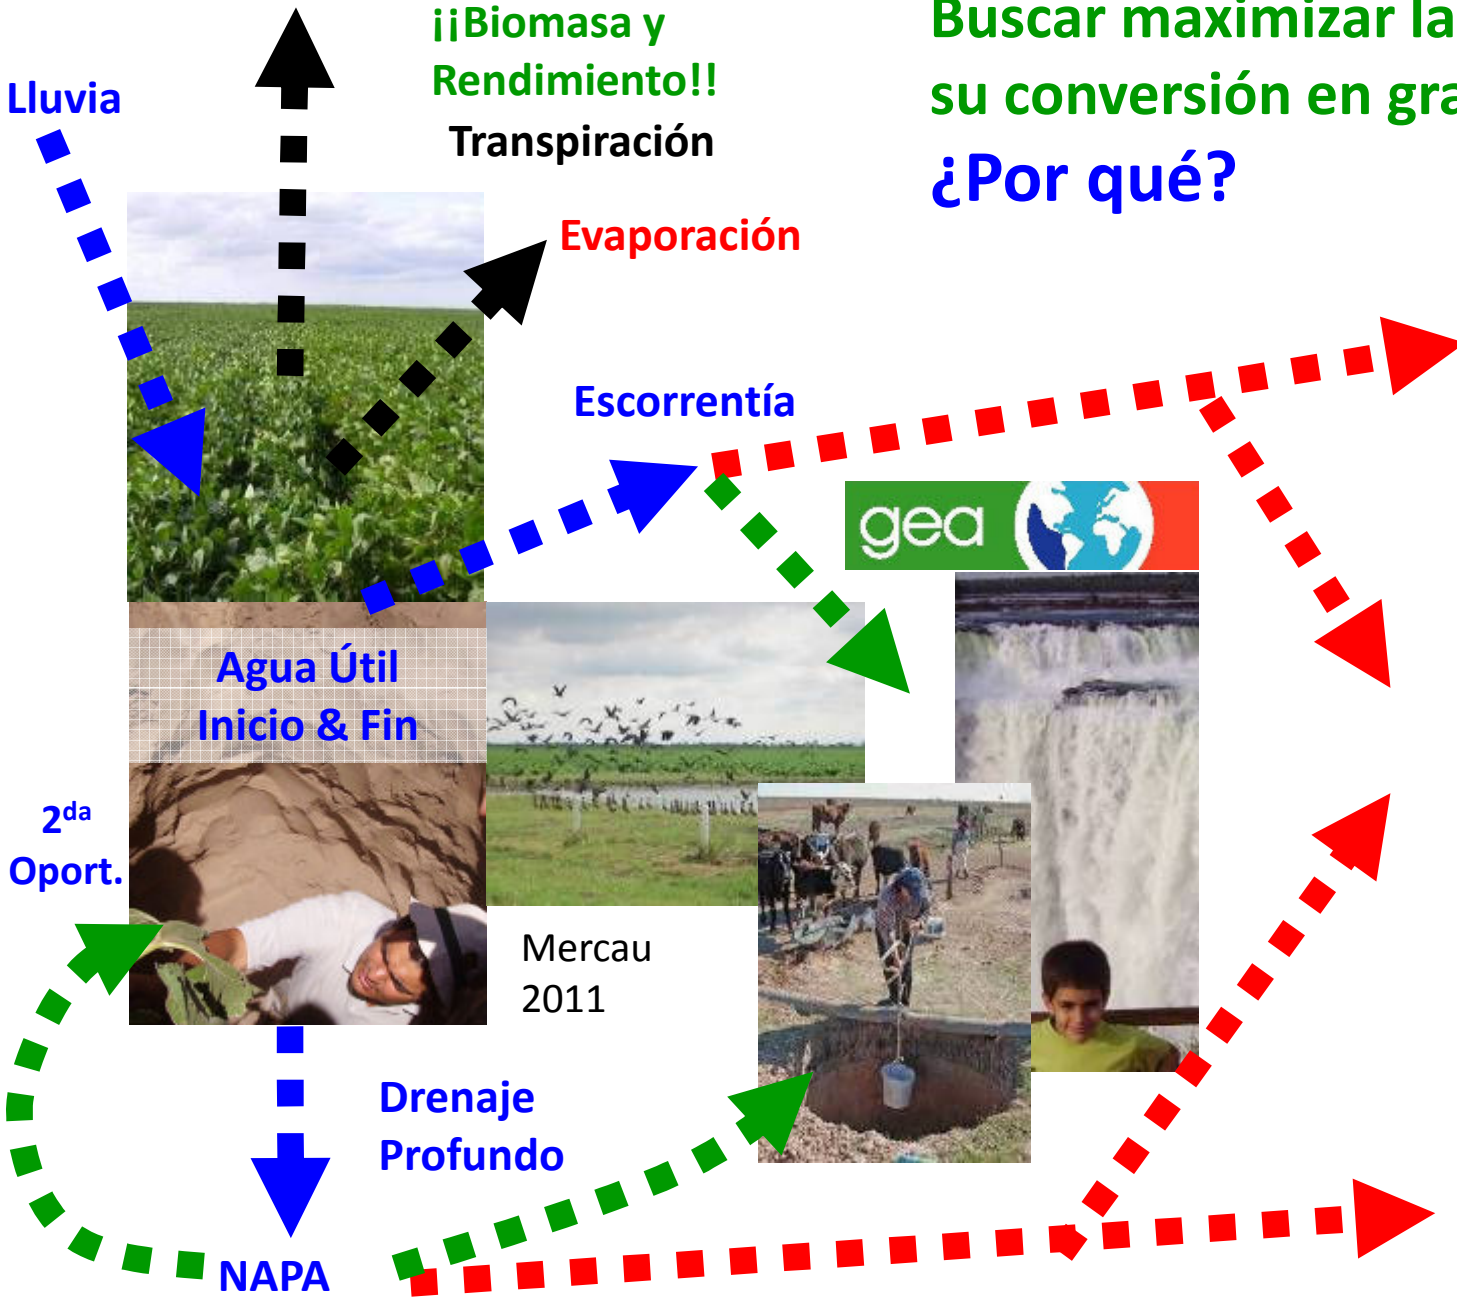 ¡¡Biomasa y
Rendimiento!!
Transpiración
Buscar maximizar la
su conversión en gra
¿Por qué?
Lluvia
Evaporación
Escorrentía
gea
Agua Útil
Inicio & Fin
2da
Oport.
Mercau
2011
Drenaje
Profundo
NAPA